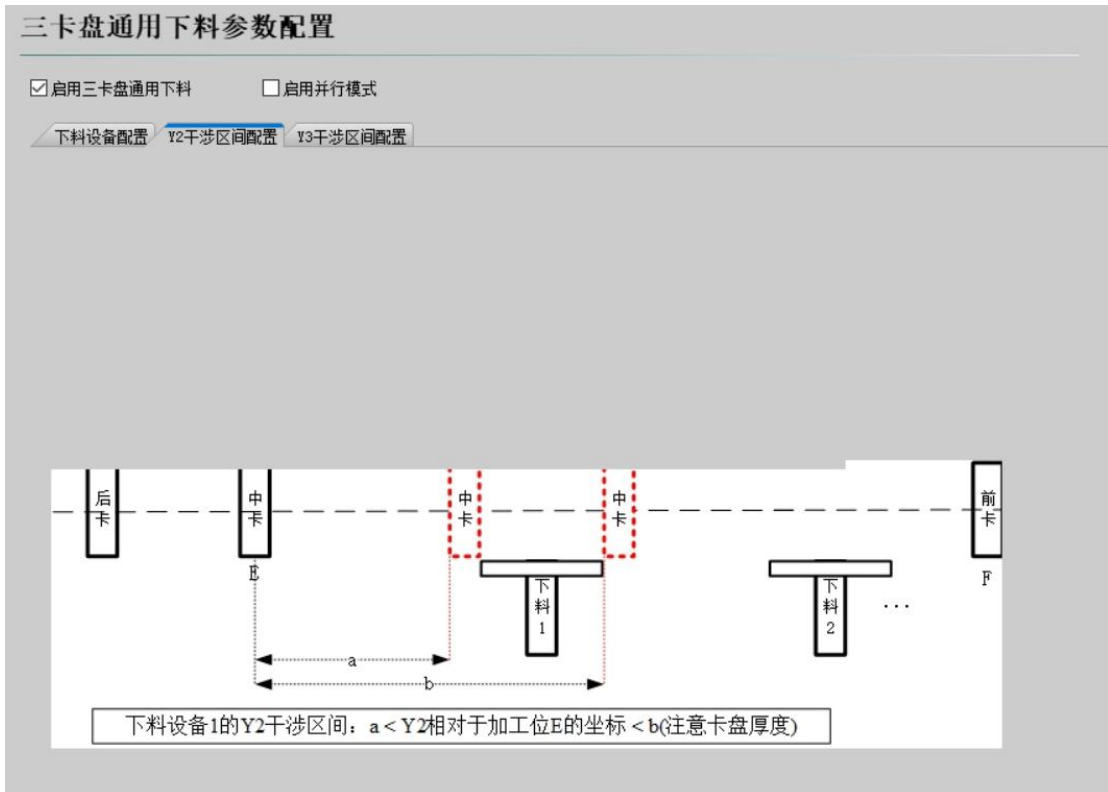 三卡盘通用下料参数配置
启用三卡盘通用下料 启用并行模式
下料设备配置 Y2干涉区间配置 Y3干涉区间配置
后卡 中卡 中卡 中卡 前卡
E F
下料1 下料2 ...
a
b
下料设备1的Y2干涉区间：a＜Y2相对于加工位E的坐标＜b(注意卡盘厚度)